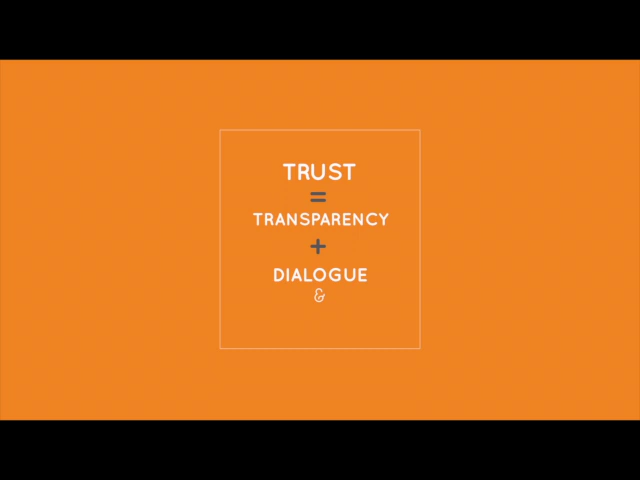 TRUST
=
TRANSPARENCY
+
DIALOGUE
&